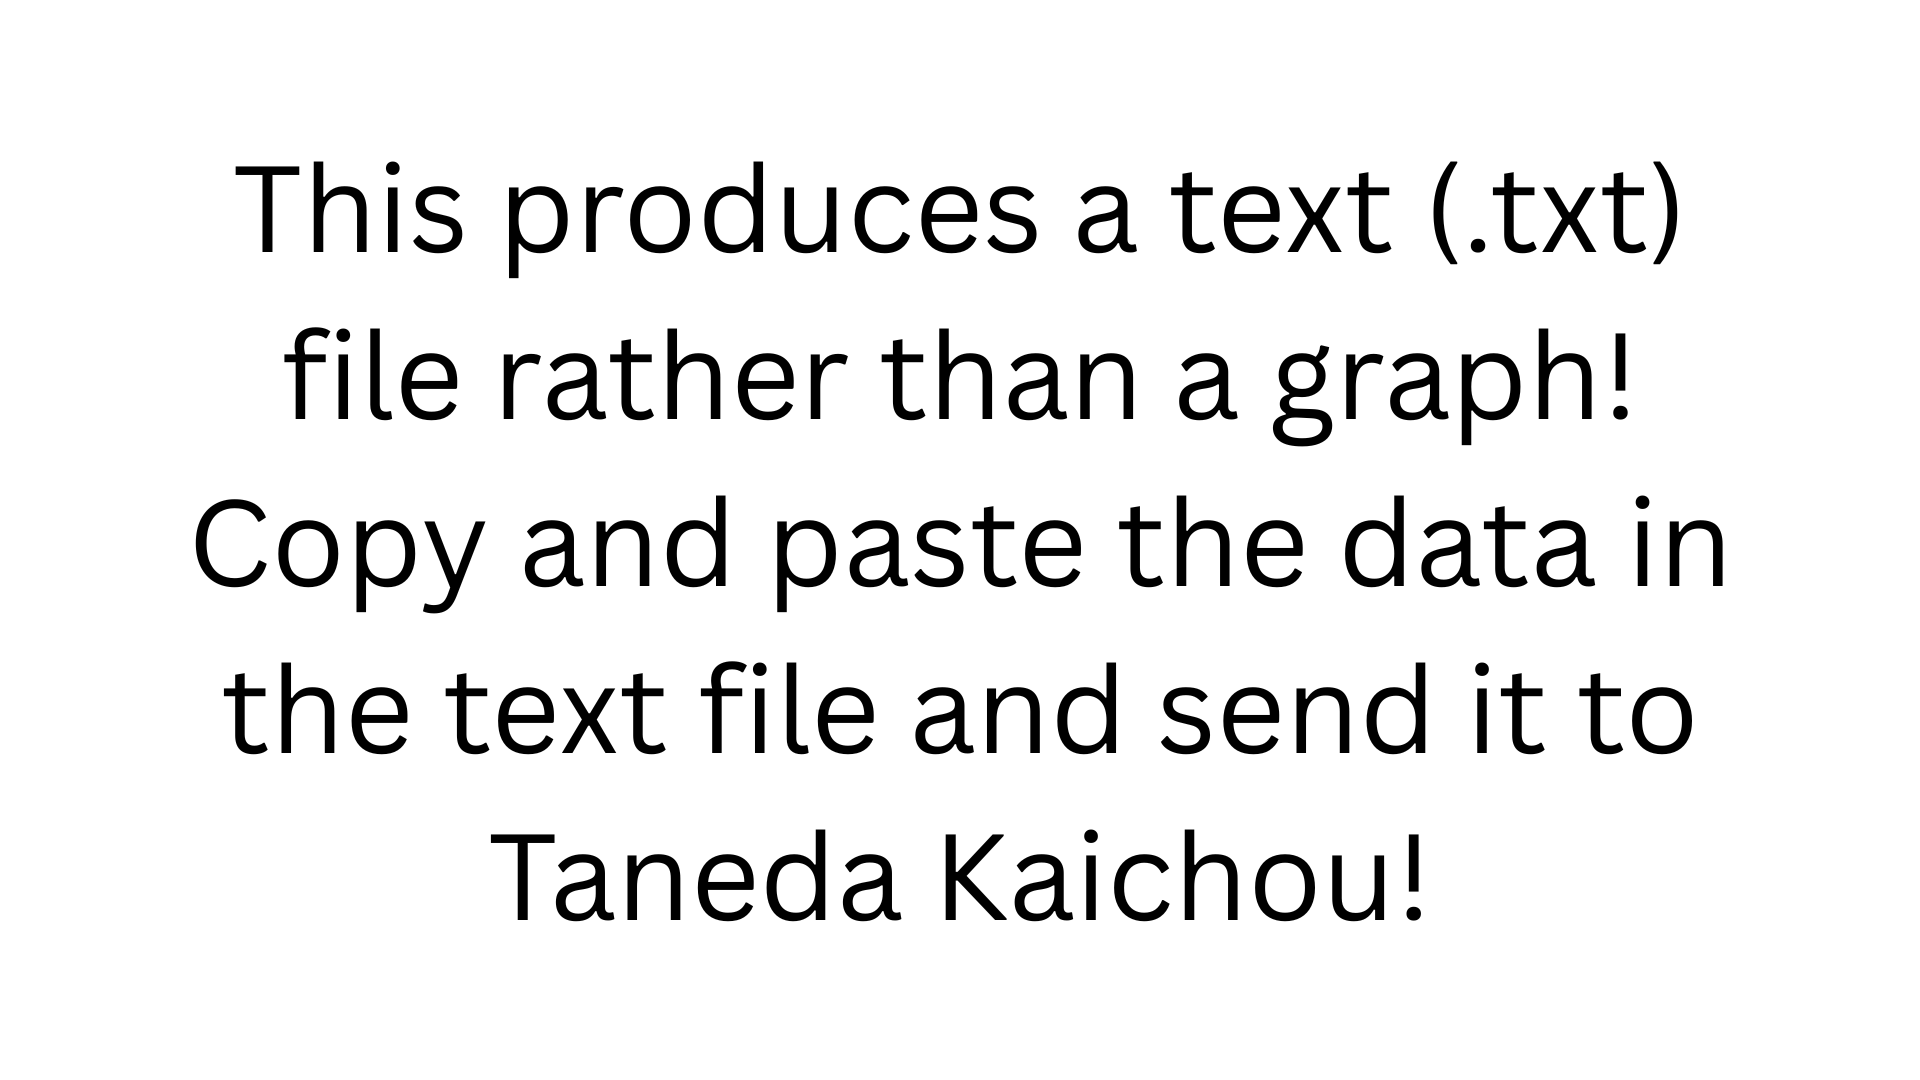 This produces a text (.txt)
file rather than a graph!
Copy and paste the data in
the text file and send it to
Taneda Kaichou!